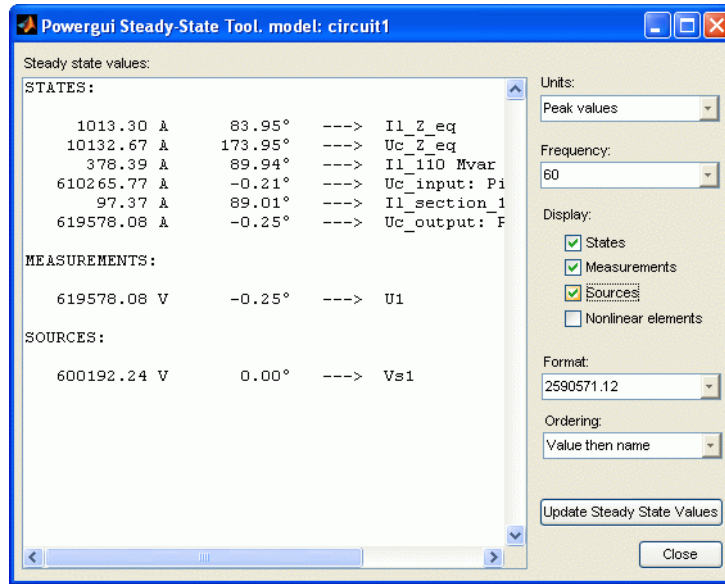 Powergui Steady-State Tool. model: circuit1
Steady state values:
STATES:
1013.30 A 83.95° ---> Il_Z_eq
10132.67 A 173.95° ---> Uc_Z_eq
378.39 A 89.94° ---> Il_110 Mvar
610265.77 A -0.21° ---> Uc_input: Pi
97.37 A 89.01° ---> Il_section_1
619578.08 A -0.25° ---> Uc_output: P
MEASUREMENTS:
619578.08 V -0.25° ---> U1
SOURCES:
600192.24 V 0.00° ---> Vs1
Units:
Peak values
Frequency:
60
Display:
States
Measurements
Sources
Nonlinear elements
Format:
2590571.12
Ordering:
Value then name
Update Steady State Values
Close